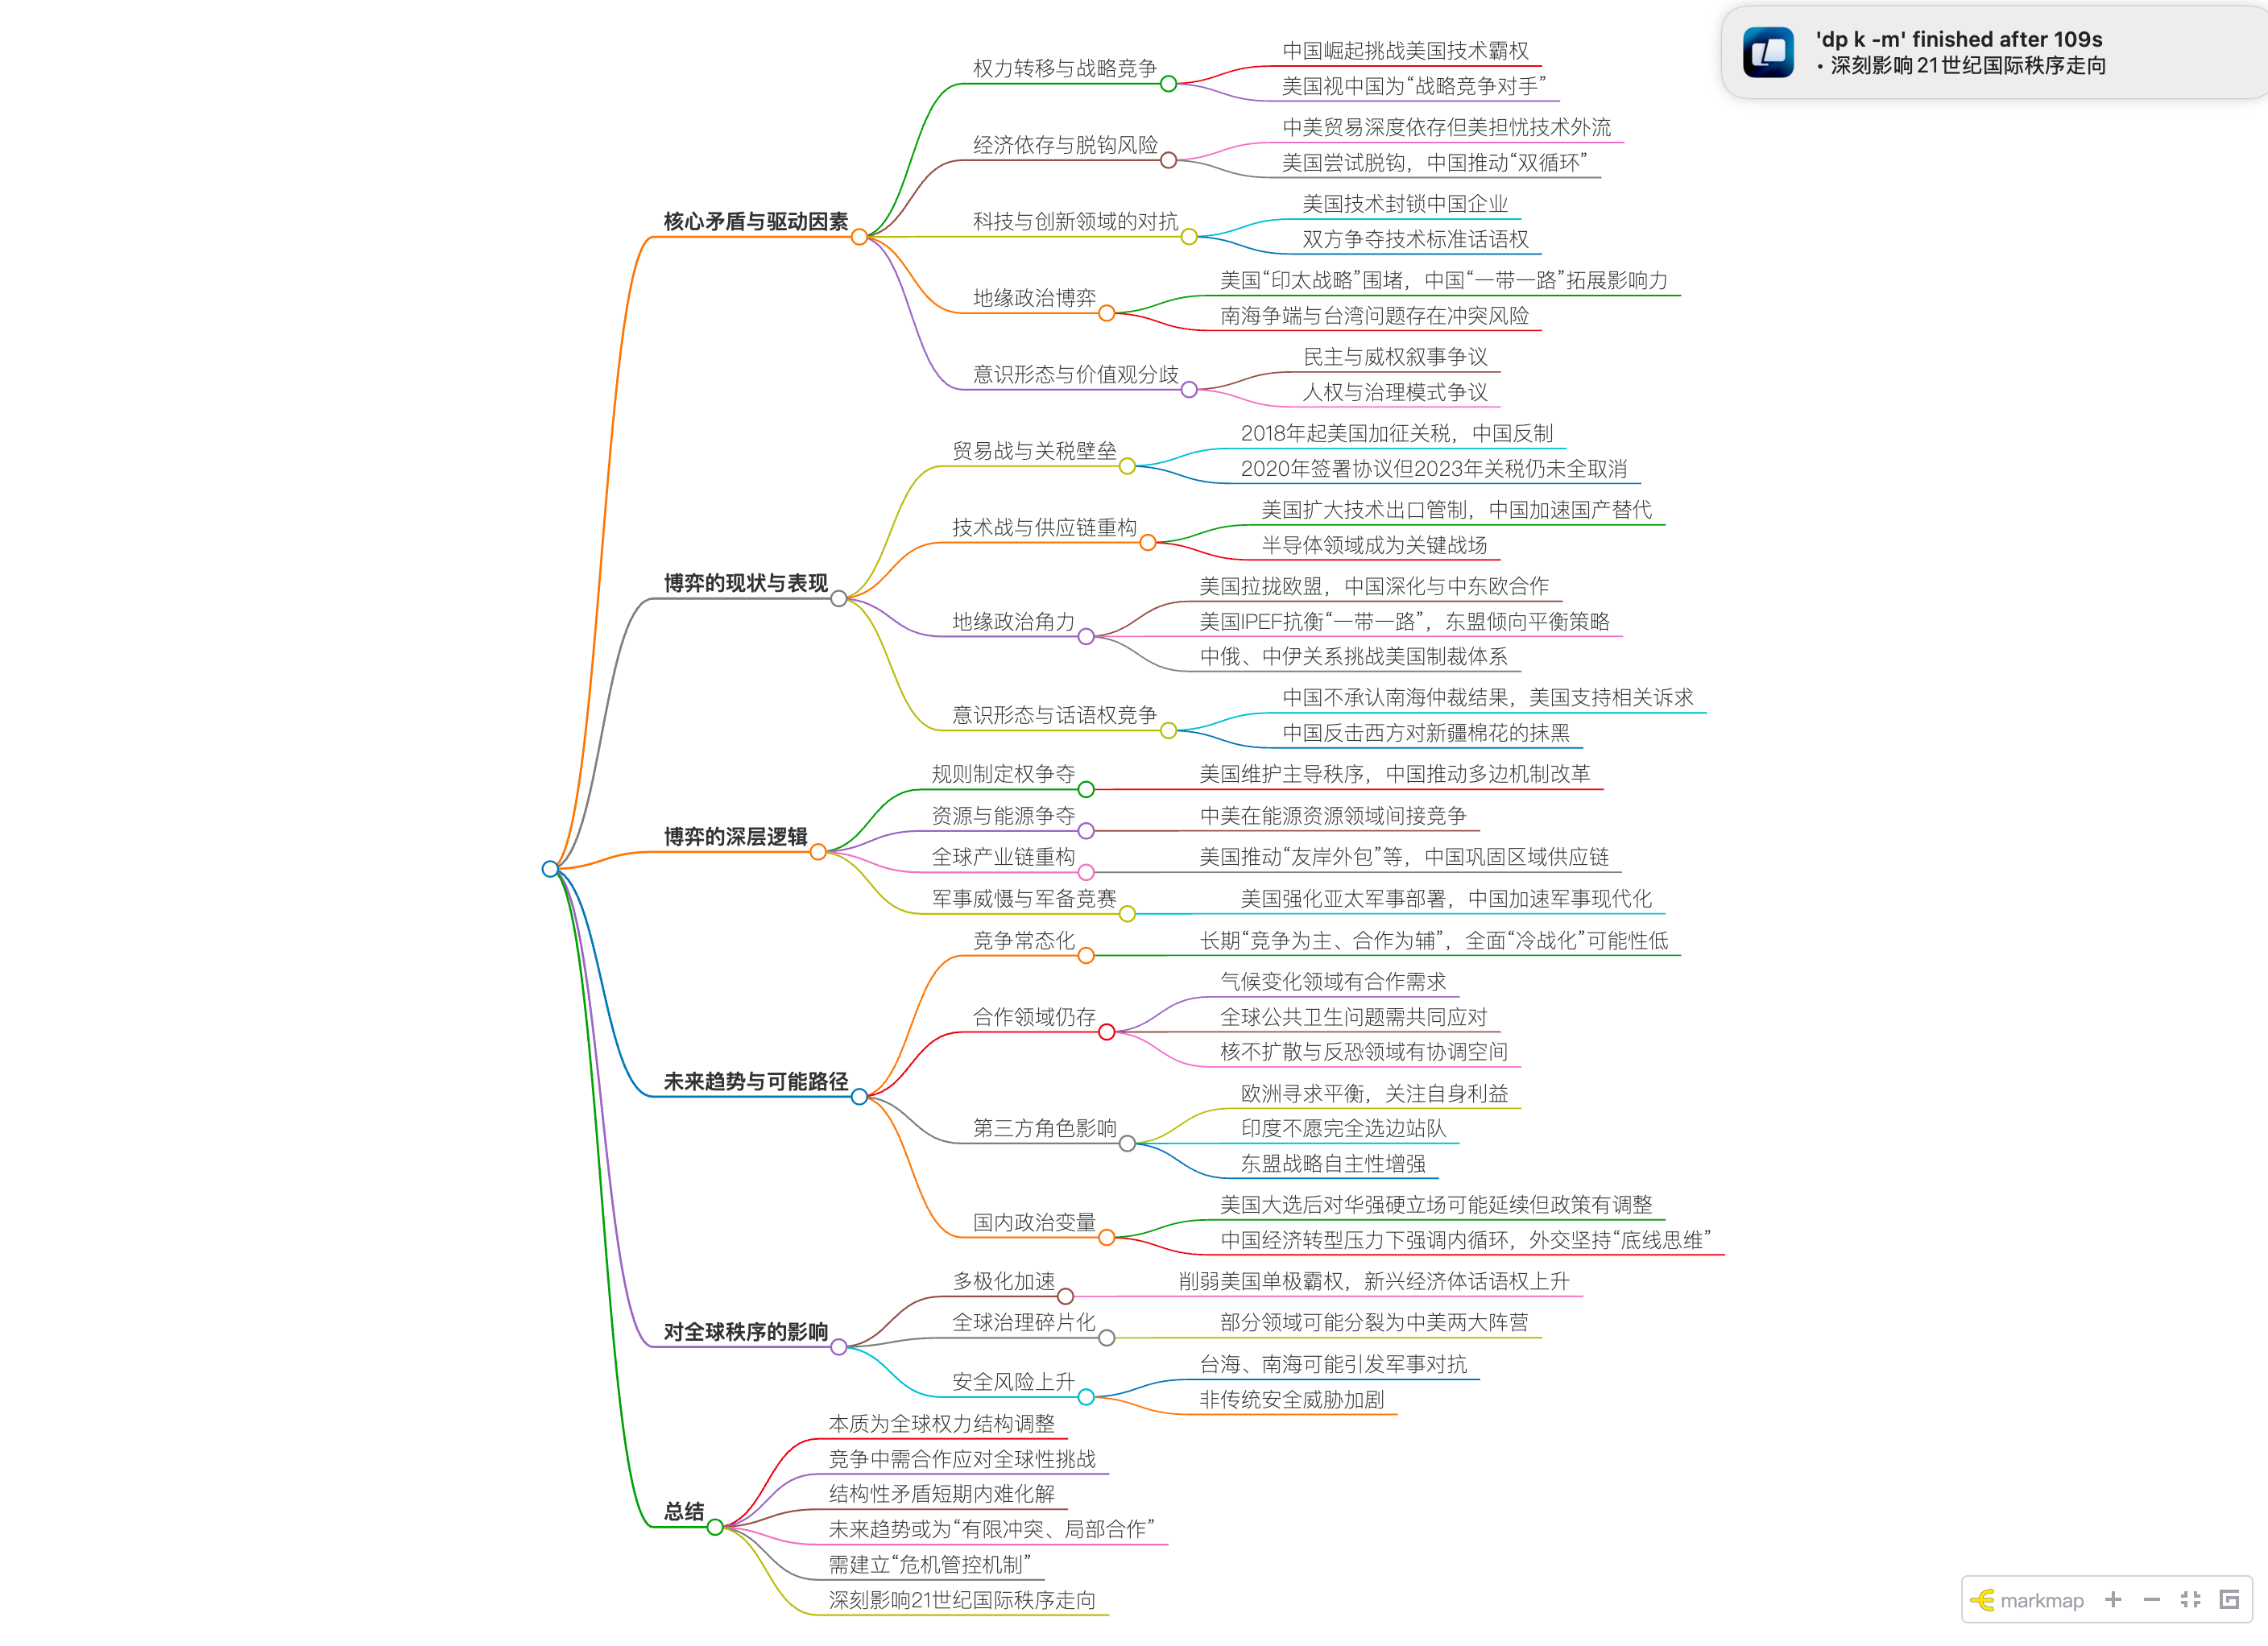 'dp k -m' finished after 109s
• 深刻影响21世纪国际秩序走向
核心矛盾与驱动因素
权力转移与战略竞争
中国崛起挑战美国技术霸权
美国视中国为“战略竞争对手”
经济依存与脱钩风险
中美贸易深度依存但美担忧技术外流
美国尝试脱钩，中国推动“双循环”
科技与创新领域的对抗
美国技术封锁中国企业
双方争夺技术标准话语权
地缘政治博弈
美国“印太战略”围堵，中国“一带一路”拓展影响力
南海争端与台湾问题存在冲突风险
意识形态与价值观分歧
民主与威权叙事争议
人权与治理模式争议
博弈的现状与表现
贸易战与关税壁垒
2018年起美国加征关税，中国反制
2020年签署协议但2023年关税仍未全取消
技术战与供应链重构
美国扩大技术出口管制，中国加速国产替代
半导体领域成为关键战场
地缘政治角力
美国拉拢欧盟，中国深化与中东欧合作
美国IPEF抗衡“一带一路”，东盟倾向平衡策略
中俄、中伊关系挑战美国制裁体系
意识形态与话语权竞争
中国不承认南海仲裁结果，美国支持相关诉求
中国反击西方对新疆棉花的抹黑
博弈的深层逻辑
规则制定权争夺
美国维护主导秩序，中国推动多边机制改革
资源与能源争夺
中美在能源资源领域间接竞争
全球产业链重构
美国推动“友岸外包”等，中国巩固区域供应链
军事威慑与军备竞赛
美国强化亚太军事部署，中国加速军事现代化
未来趋势与可能路径
竞争常态化
长期“竞争为主、合作为辅”，全面“冷战化”可能性低
合作领域仍存
气候变化领域有合作需求
全球公共卫生问题需共同应对
核不扩散与反恐领域有协调空间
第三方角色影响
欧洲寻求平衡，关注自身利益
印度不愿完全选边站队
东盟战略自主性增强
国内政治变量
美国大选后对华强硬立场可能延续但政策有调整
中国经济转型压力下强调内循环，外交坚持“底线思维”
对全球秩序的影响
多极化加速
削弱美国单极霸权，新兴经济体话语权上升
全球治理碎片化
部分领域可能分裂为中美两大阵营
安全风险上升
台海、南海可能引发军事对抗
非传统安全威胁加剧
总结
本质为全球权力结构调整
竞争中需合作应对全球性挑战
结构性矛盾短期内难化解
未来趋势或为“有限冲突、局部合作”
需建立“危机管控机制”
深刻影响21世纪国际秩序走向
markmap